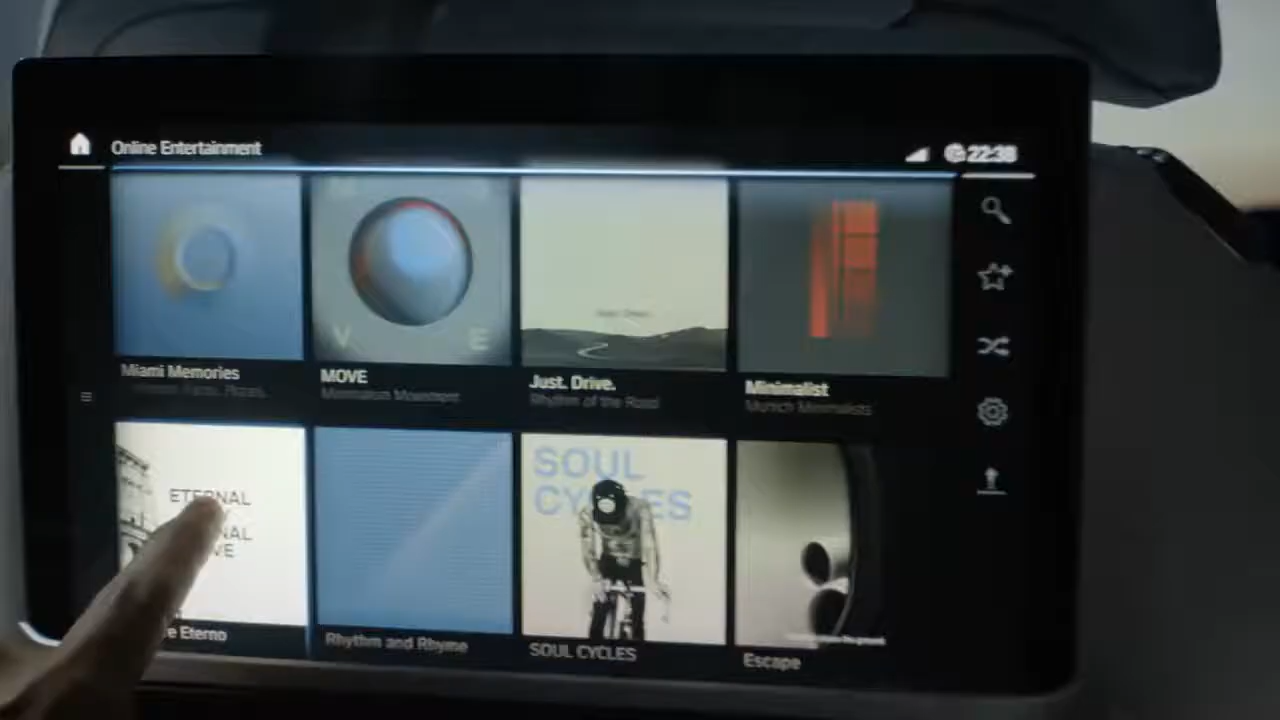 Online Entertainment
22:38
V E
Miami Memories
MOVE
Just. Drive.
Rhythm of the Road
Minimalist
Munich Minimalists
ETERNAL
SOUL
CYCLES
Eterno
Rhythm and Rhyme
SOUL CYCLES
Escape